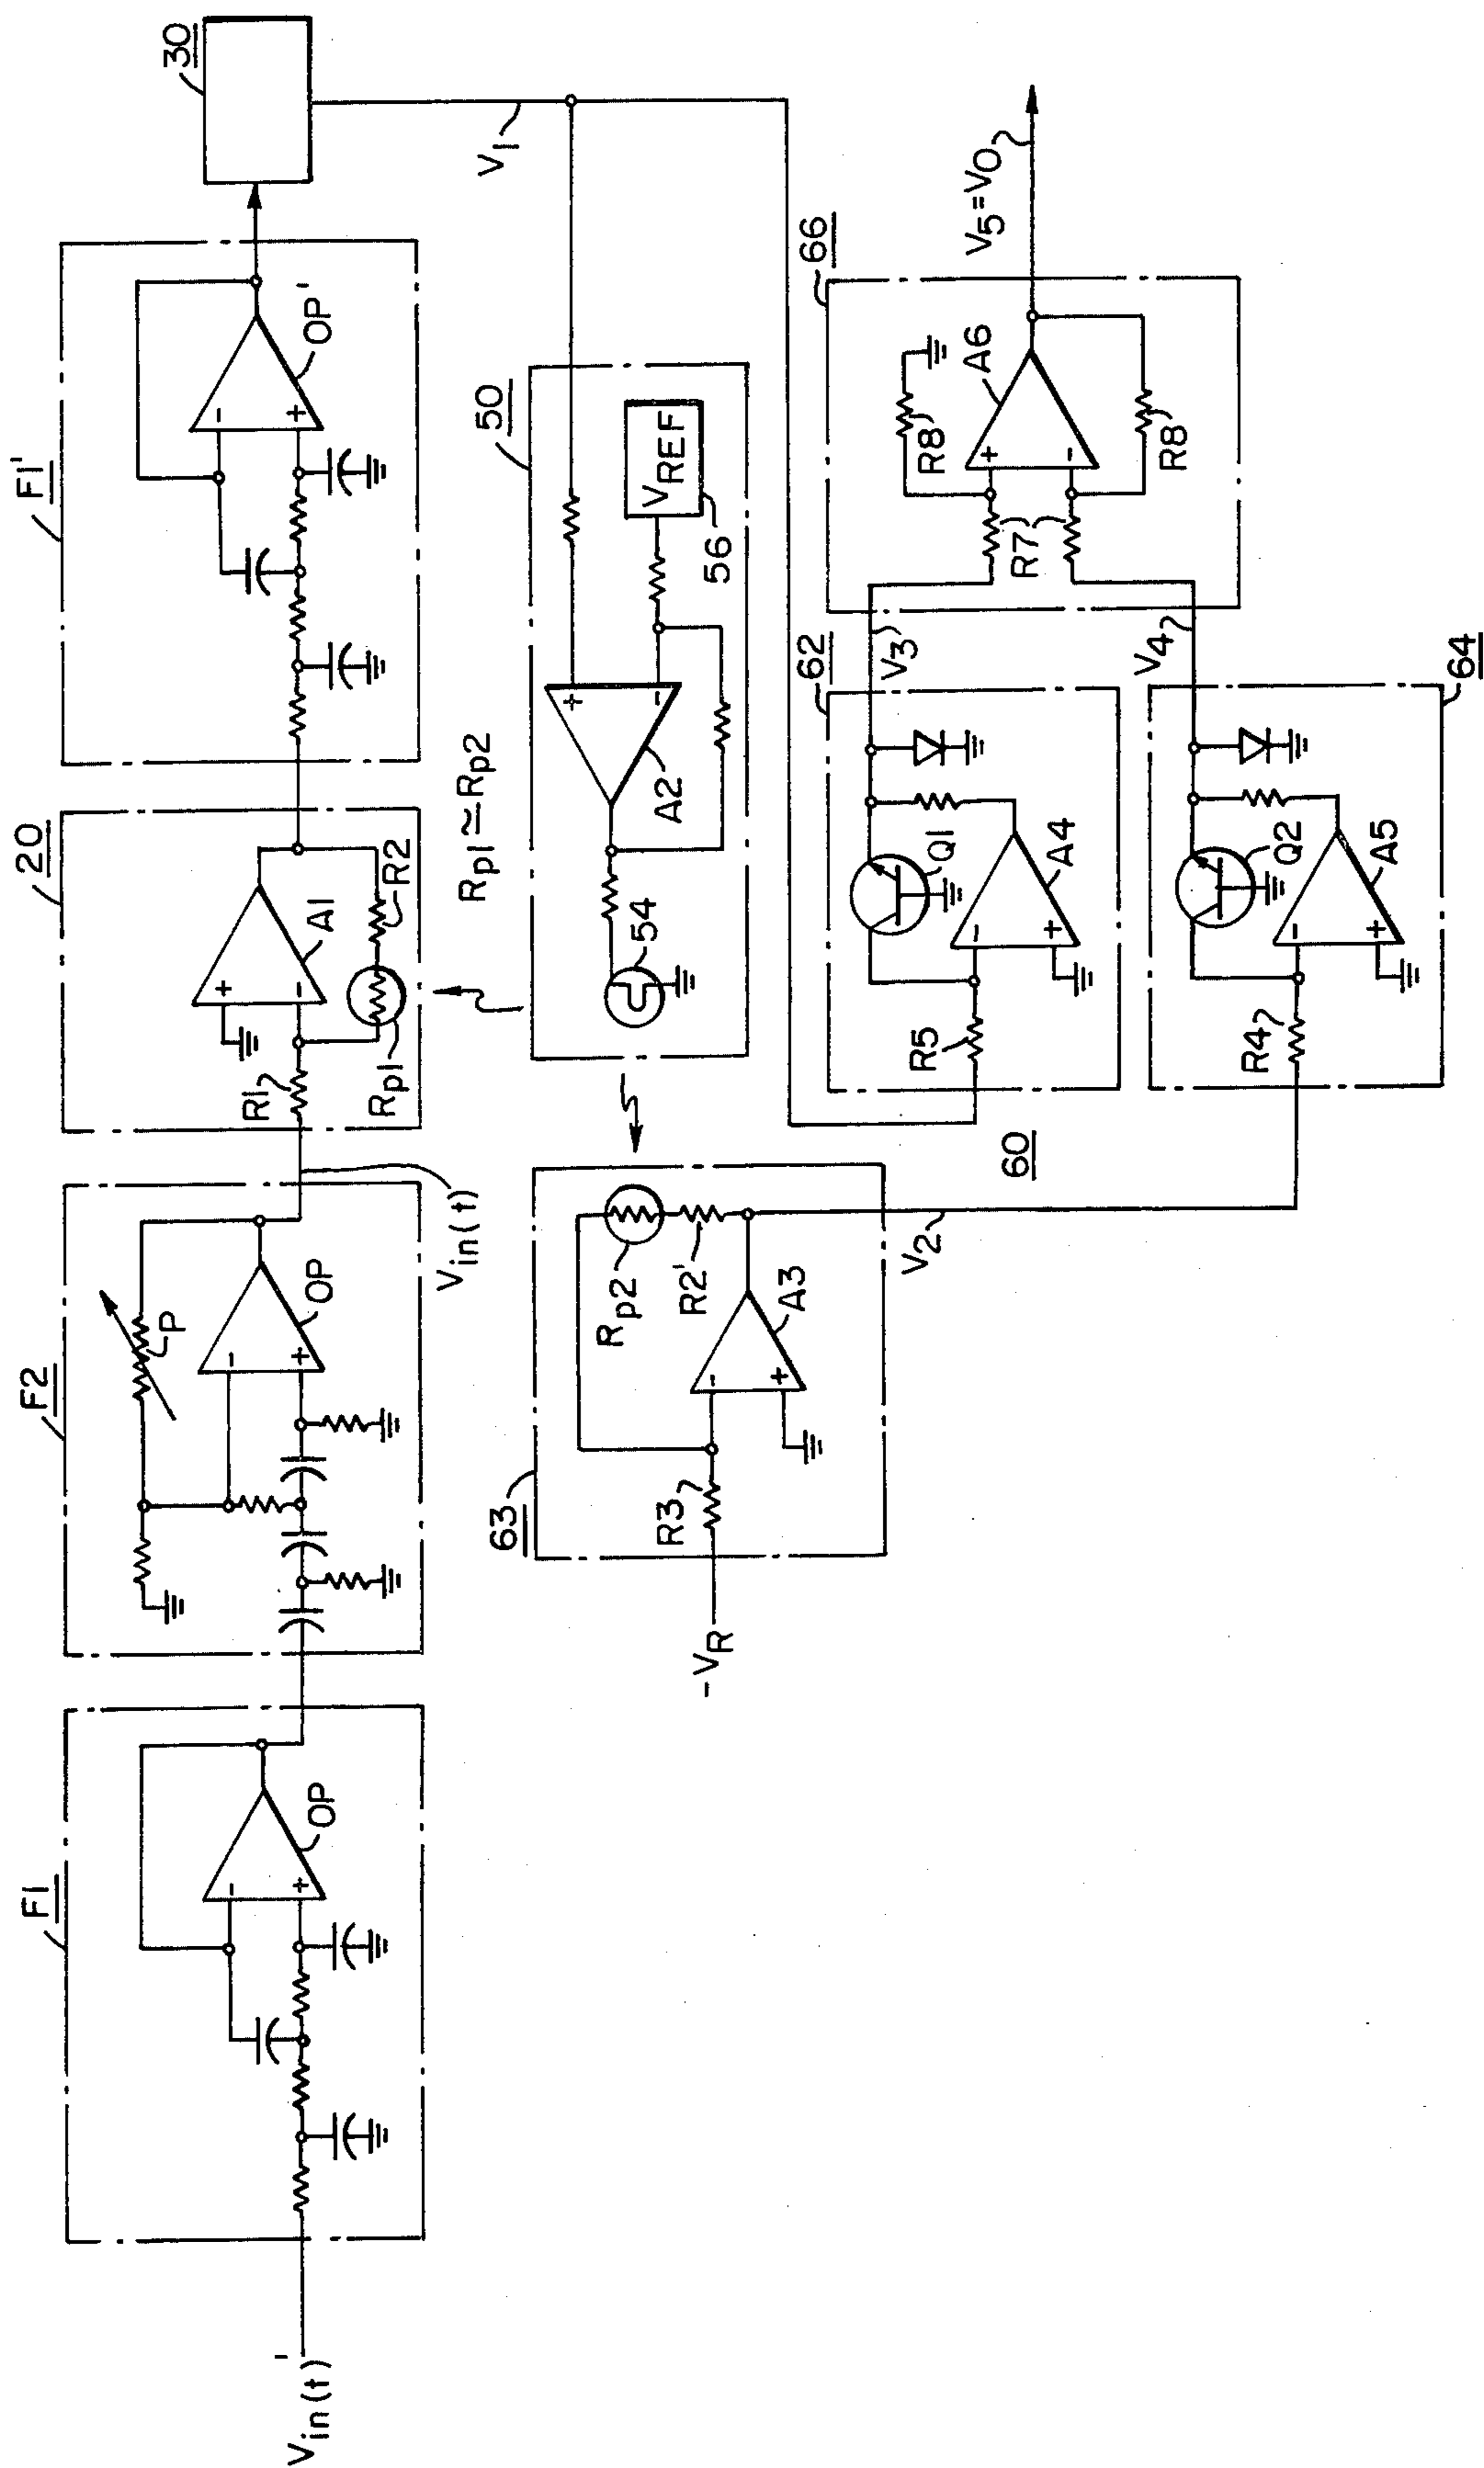 Vin(t)'
F1
OP
-
+
F2
P
OP
-
+
Vin(t)
20
R1
A1
+
-
Rp1
R2
F1'
OP'
-
+
30
V1
50
A2
+
-
VREF
56
54
Rp1≃Rp2
63
-VR
R3
A3
-
+
Rp2
R2'
V2
60
62
R5
Q1
A4
-
+
V3
64
R4
Q2
A5
-
+
V4
66
R7
R8
A6
+
-
R8
V5=VO